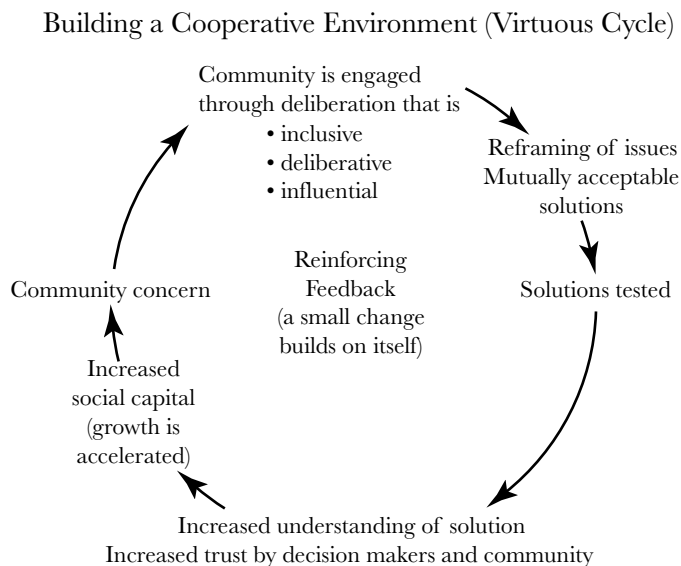 Building a Cooperative Environment (Virtuous Cycle)
Community is engaged
through deliberation that is
• inclusive
• deliberative
• influential
Reframing of issues
Mutually acceptable
solutions
Solutions tested
Increased understanding of solution
Increased trust by decision makers and community
Increased
social capital
(growth is
accelerated)
Community concern
Reinforcing
Feedback
(a small change
builds on itself)